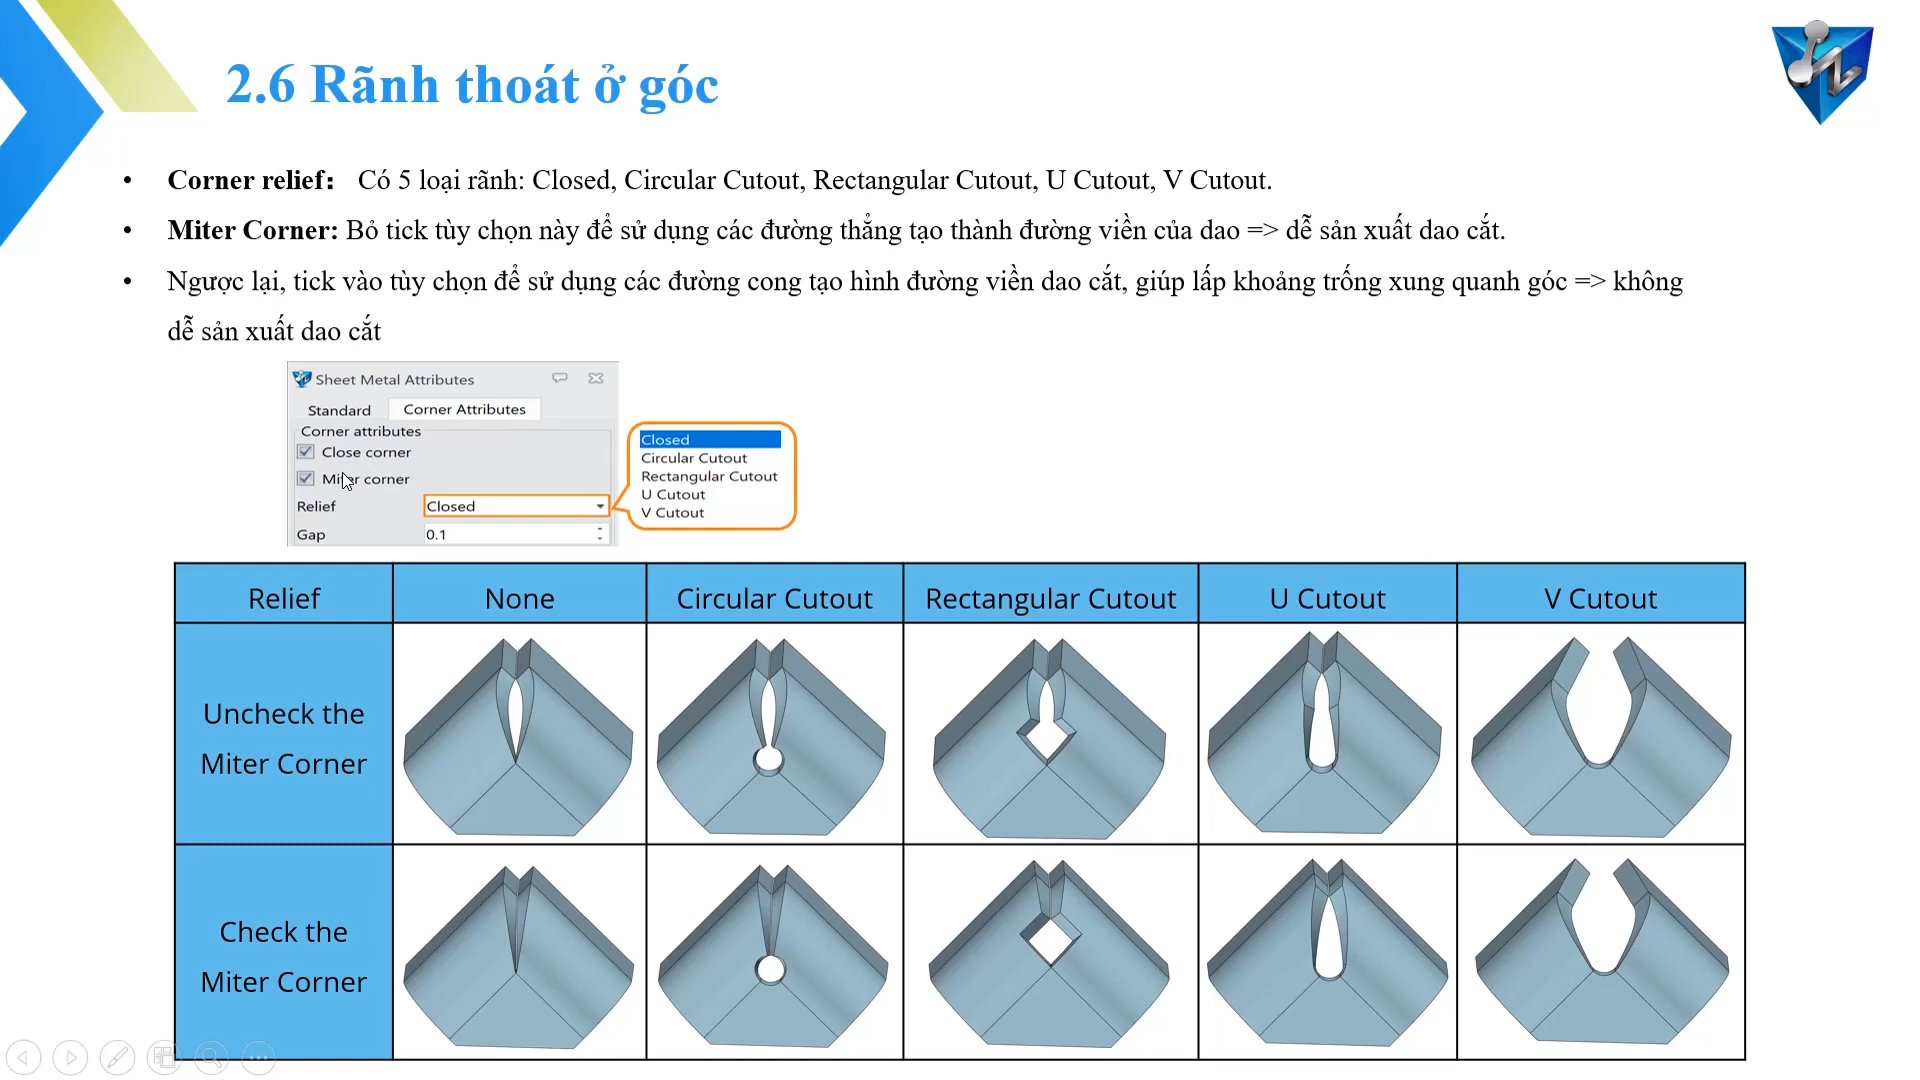 2.6 Rãnh thoát ở góc
• Corner relief： Có 5 loại rãnh: Closed, Circular Cutout, Rectangular Cutout, U Cutout, V Cutout.
• Miter Corner: Bỏ tick tùy chọn này để sử dụng các đường thẳng tạo thành đường viền của dao => dễ sản xuất dao cắt.
• Ngược lại, tick vào tùy chọn để sử dụng các đường cong tạo hình đường viền dao cắt, giúp lấp khoảng trống xung quanh góc => không
dễ sản xuất dao cắt
Sheet Metal Attributes
Standard Corner Attributes
Corner attributes
Close corner
Miter corner
Relief Closed
Gap 0.1
Closed
Circular Cutout
Rectangular Cutout
U Cutout
V Cutout
Relief None Circular Cutout Rectangular Cutout U Cutout V Cutout
Uncheck the
Miter Corner
Check the
Miter Corner